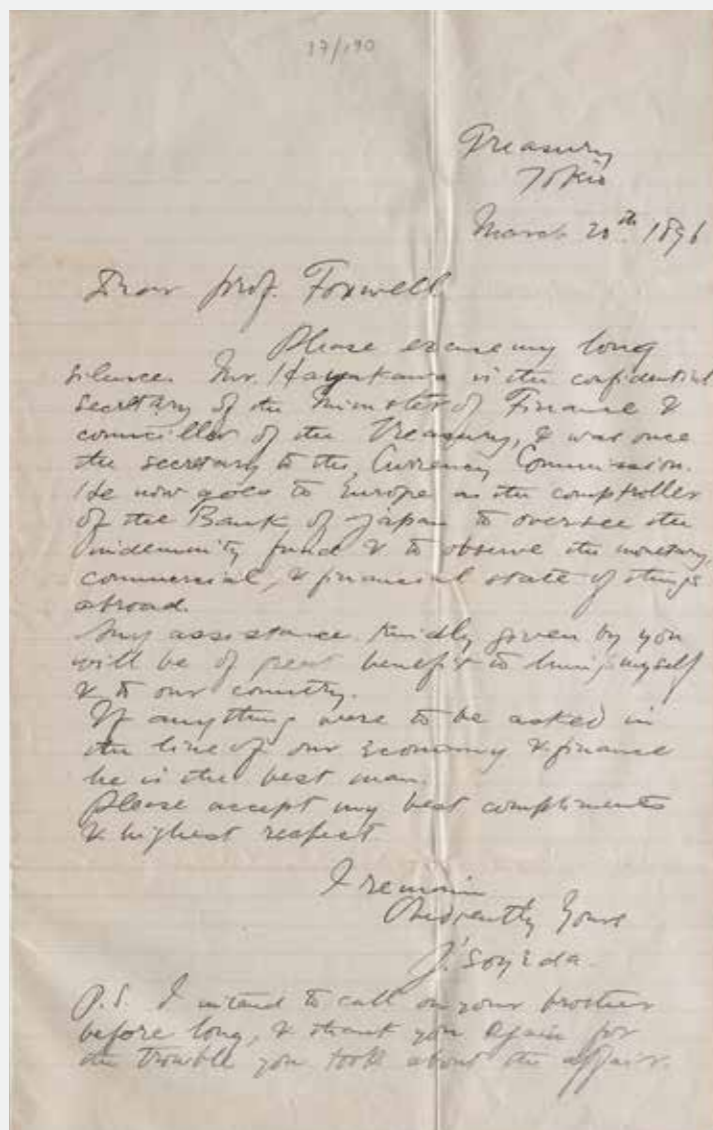 37/190
Treasury
Tokio
March 20th 1896
Dear Prof. Foxwell
Please excuse my long
silence. Mr. Hayakawa is the confidential
secretary of the Minister of Finance &
councillor of the Treasury, & was once
the secretary to the Currency Commission.
He now goes to Europe as the comptroller
of the Bank of Japan to oversee the
indemnity fund & to observe the monetary,
commercial, & financial state of things
abroad.
Any assistance kindly given by you
will be of great benefit to him, myself
& to our country.
If anything were to be asked in
the line of our economy & finance
he is the best man.
Please accept my best compliments
& highest respect
I remain
Obediently Yours
J. Soyeda.
P.S. I intend to call on your brother
before long, & thank you again for
the trouble you took about the affair.